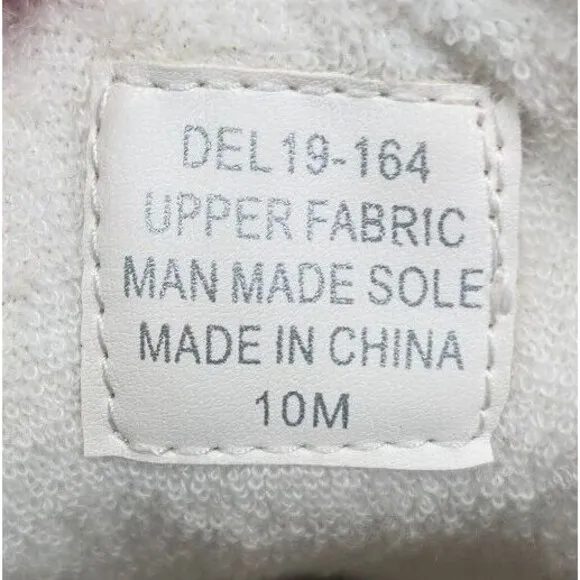 DEL19-164
UPPER FABRIC
MAN MADE SOLE
MADE IN CHINA
10M